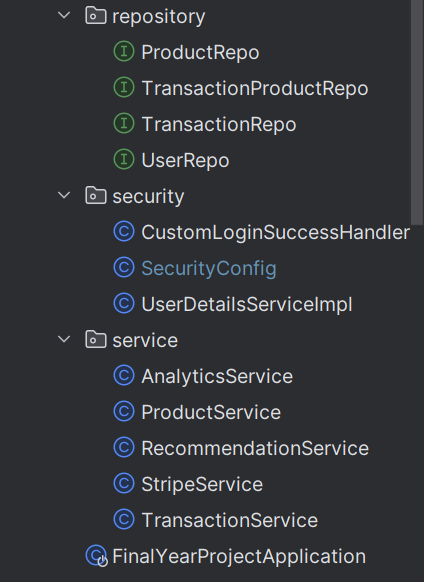 repository
ProductRepo
TransactionProductRepo
TransactionRepo
UserRepo
security
CustomLoginSuccessHandler
SecurityConfig
UserDetailsServiceImpl
service
AnalyticsService
ProductService
RecommendationService
StripeService
TransactionService
FinalYearProjectApplication